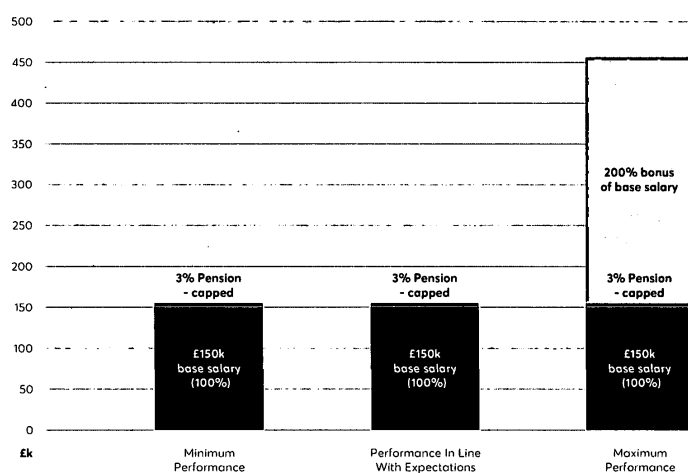 500
450
400
350
300
250
200
150
100
50
0
£k
3% Pension
- capped
£150k
base salary
(100%)
Minimum
Performance
3% Pension
- capped
£150k
base salary
(100%)
Performance In Line
With Expectations
200% bonus
of base salary
3% Pension
- capped
£150k
base salary
(100%)
Maximum
Performance